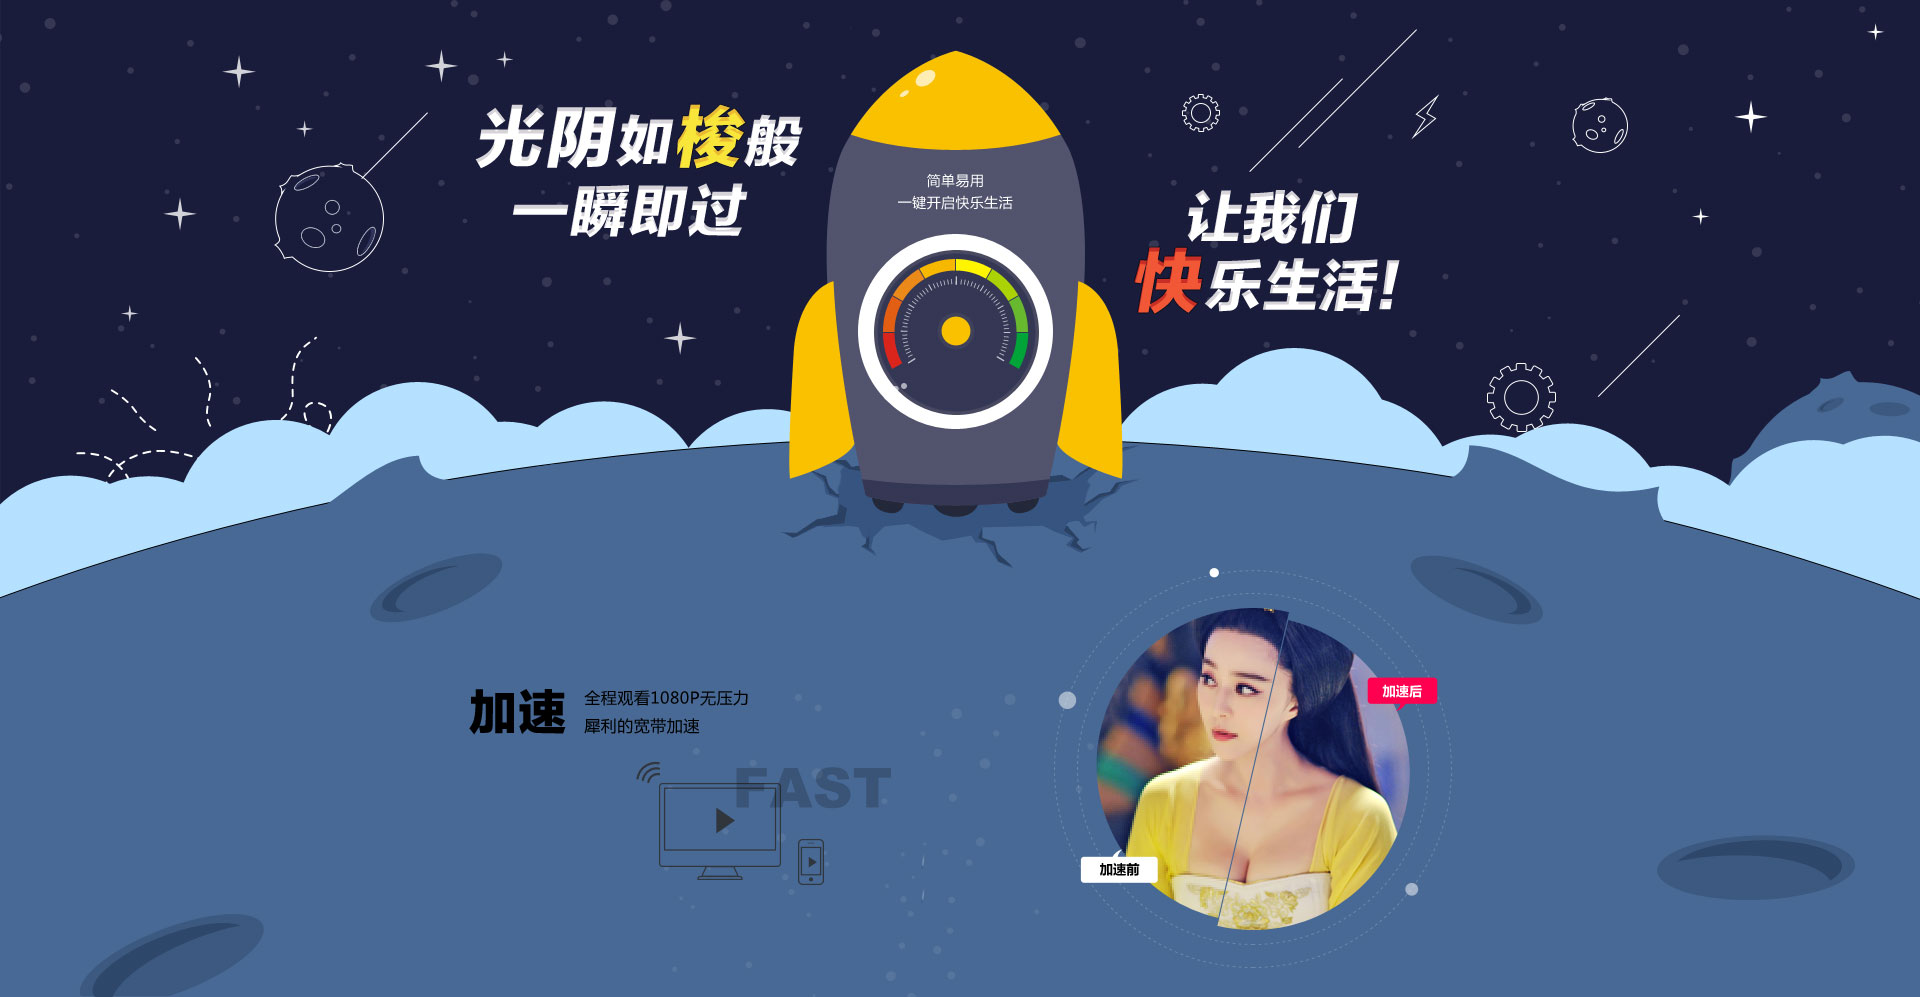 光阴如梭般
一瞬即过
简单易用
一键开启快乐生活
让我们
快乐生活!
加速
全程观看1080P无压力
犀利的宽带加速
FAST
加速后
加速前